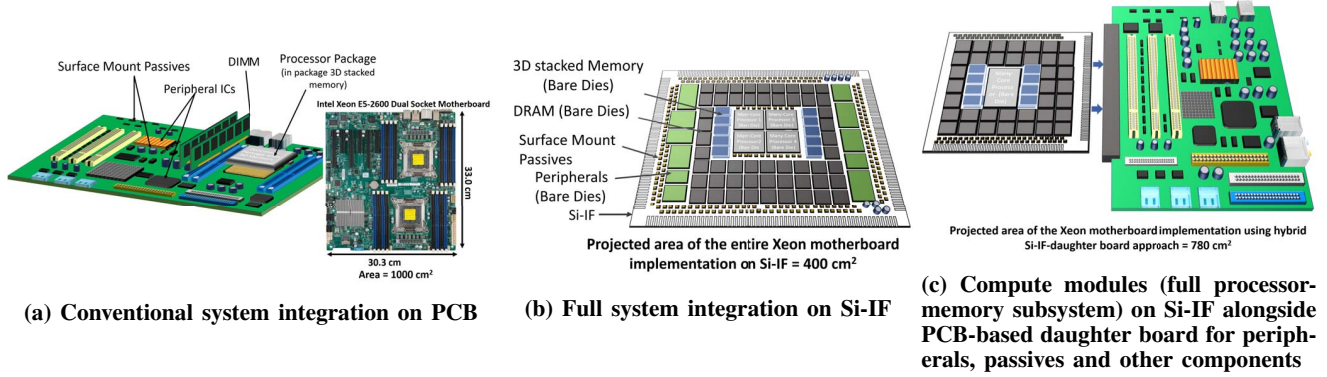 Surface Mount Passives
Peripheral ICs
DIMM
Processor Package
(in package 3D stacked
memory)
Intel Xeon E5-2600 Dual Socket Motherboard
33.0 cm
30.3 cm
Area = 1000 cm²
(a) Conventional system integration on PCB
3D stacked Memory
(Bare Dies)
DRAM (Bare Dies)
Surface Mount
Passives
Peripherals
(Bare Dies)
Si-IF
Projected area of the entire Xeon motherboard
implementation on Si-IF = 400 cm²
(b) Full system integration on Si-IF
Projected area of the Xeon motherboard implementation using hybrid
Si-IF-daughter board approach = 780 cm²
(c) Compute modules (full processor-
memory subsystem) on Si-IF alongside
PCB-based daughter board for periph-
erals, passives and other components